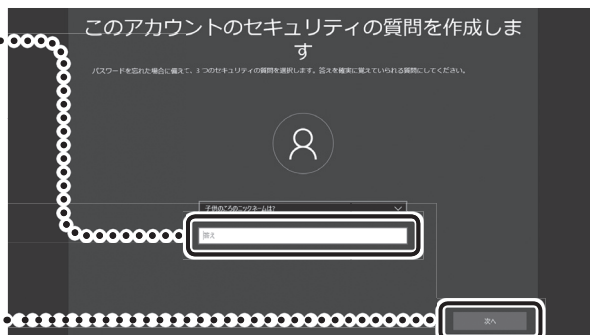 このアカウントのセキュリティの質問を作成しま
す
パスワードを忘れた場合に備えて、3 つのセキュリティの質問を選択します。答えを確実に覚えていられる質問にしてください。
子供のころのニックネームは?
答え
次へ